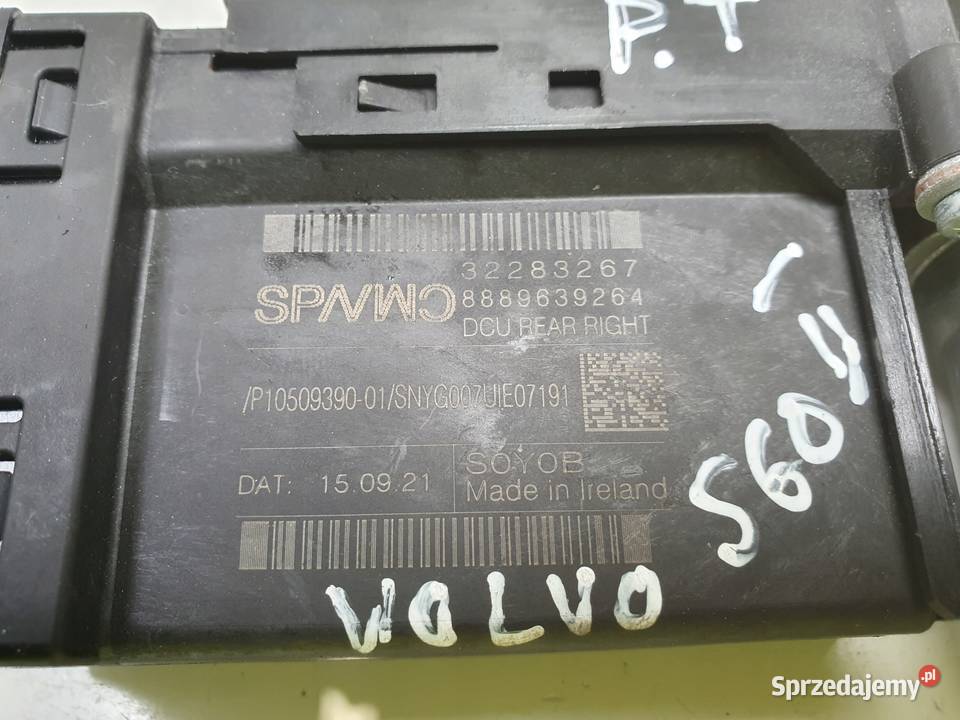 P.T
32283267
8889639264
DCU REAR RIGHT
/P10509390-01/SNYG007UIE07191
DAT: 15.09.21
SOYOB
Made in Ireland
VOLVO
S60 II
Sprzedajemy.pl